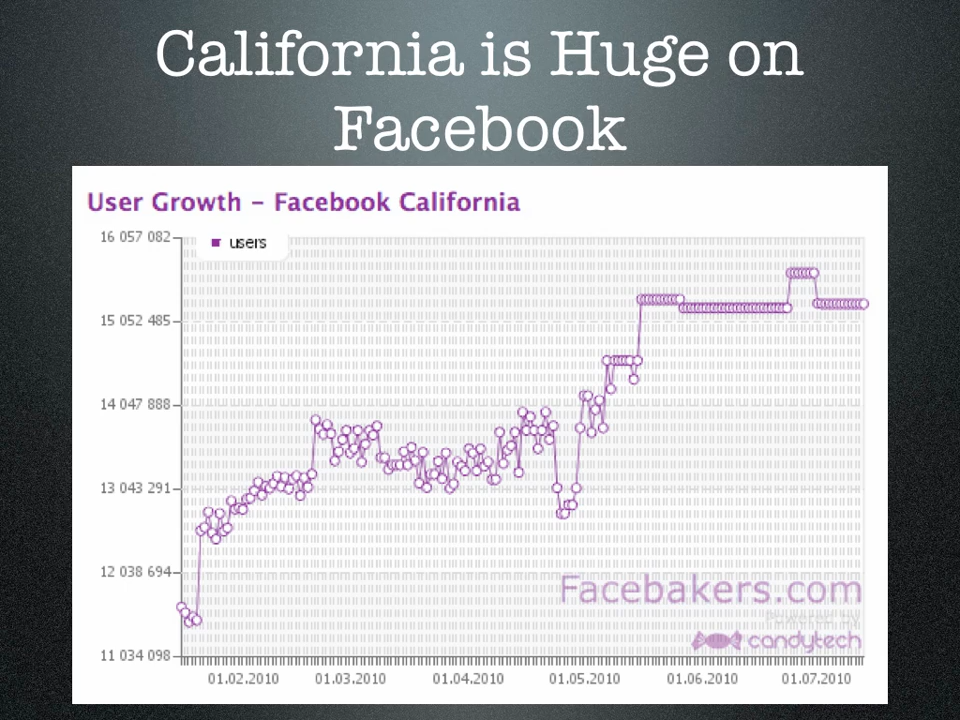 California is Huge on
Facebook
User Growth - Facebook California
16 057 082
users
15 052 485
14 047 888
13 043 291
12 038 694
11 034 098
Facebakers.com
Powered by
candytech
01.02.2010 01.03.2010 01.04.2010 01.05.2010 01.06.2010 01.07.2010